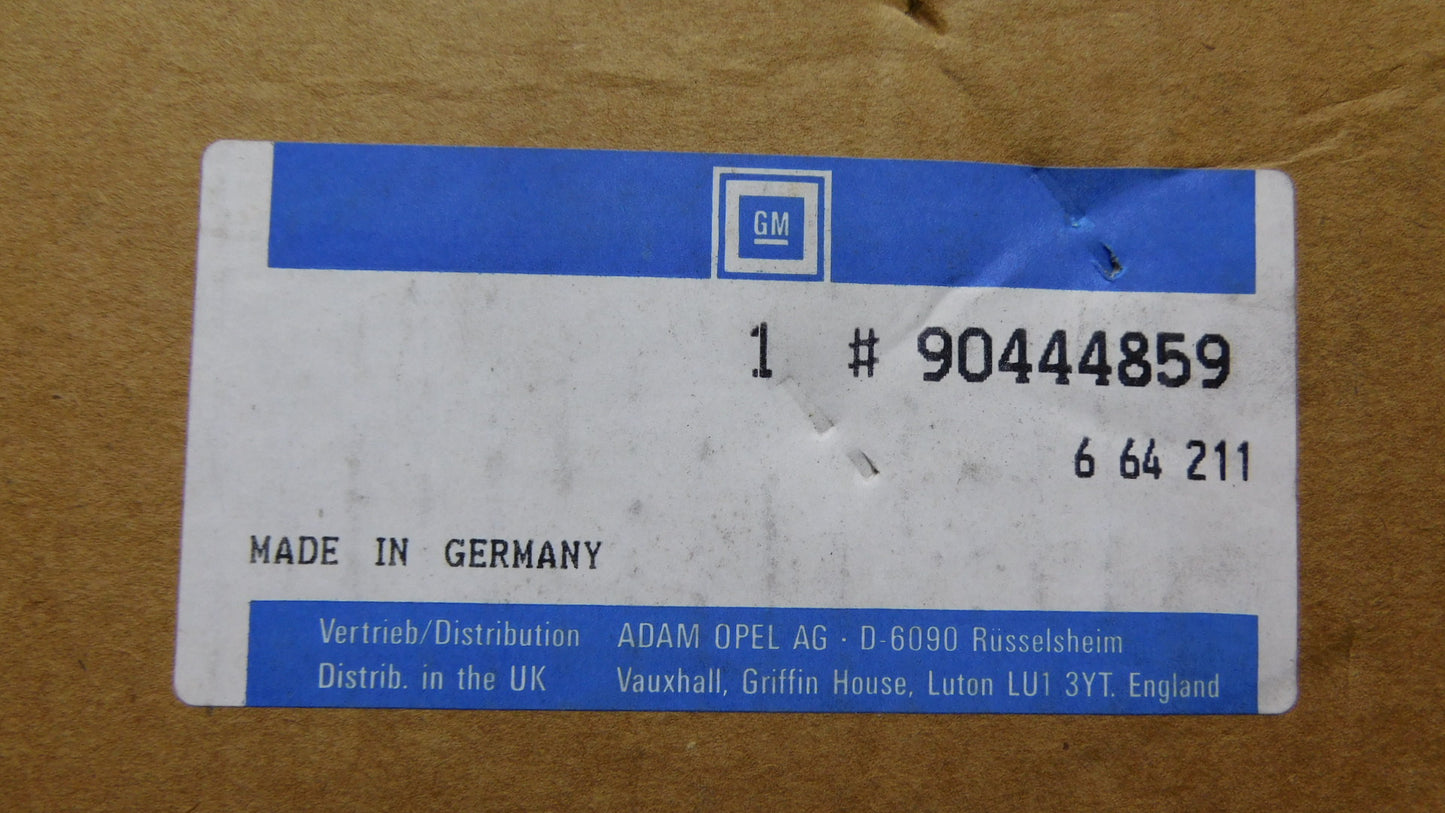 GM
1 # 90444859
6 64 211
MADE IN GERMANY
Vertrieb/Distribution ADAM OPEL AG · D-6090 Rüsselsheim
Distrib. in the UK Vauxhall, Griffin House, Luton LU1 3YT. England